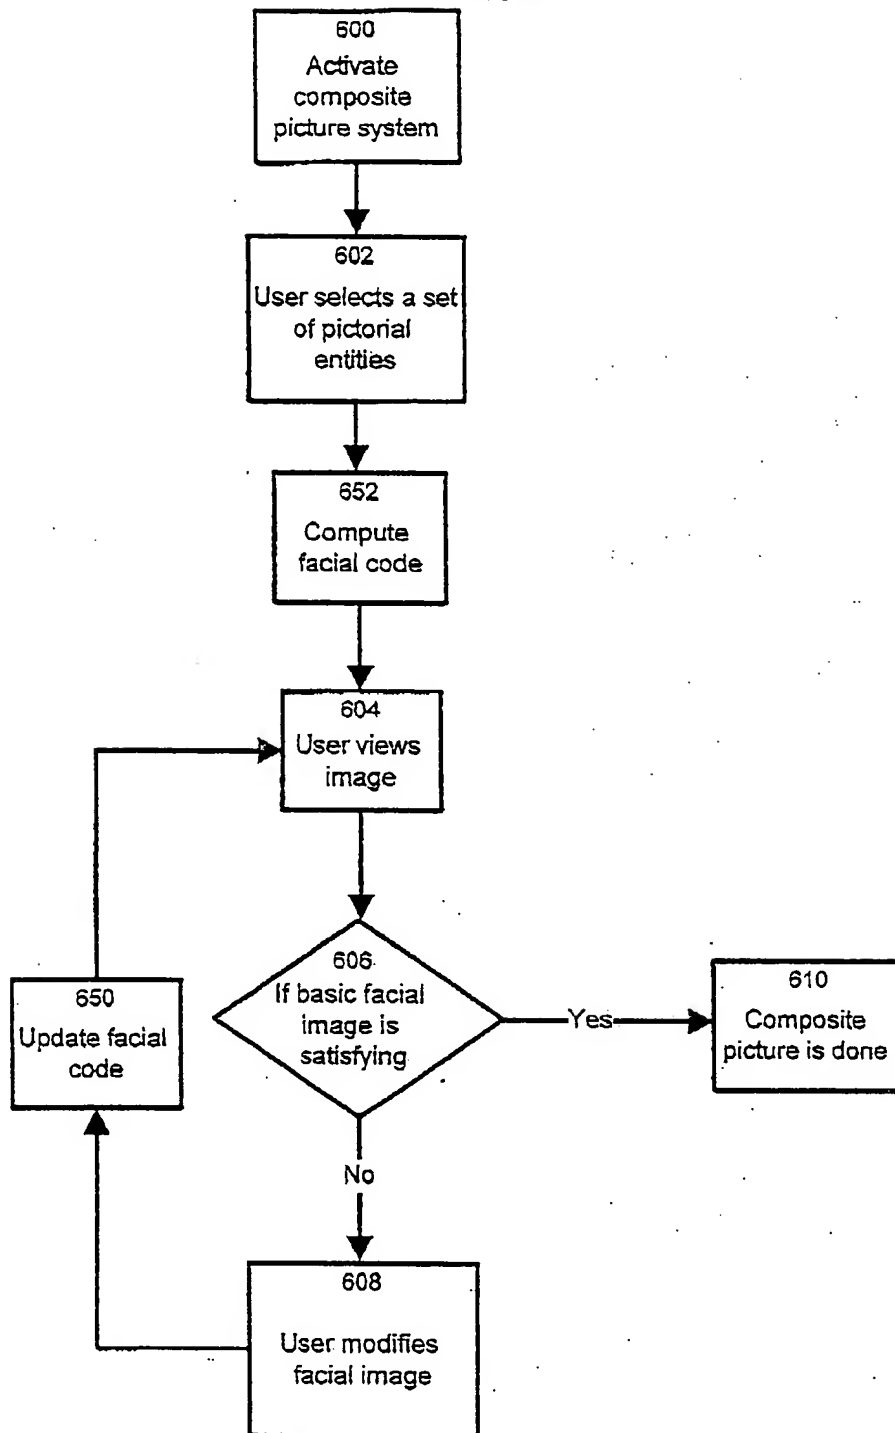 600
Activate
composite
picture system
602
User selects a set
of pictorial
entities
652
Compute
facial code
604
User views
image
606
If basic facial
image is
satisfying
Yes
610
Composite
picture is done
650
Update facial
code
No
608
User modifies
facial image